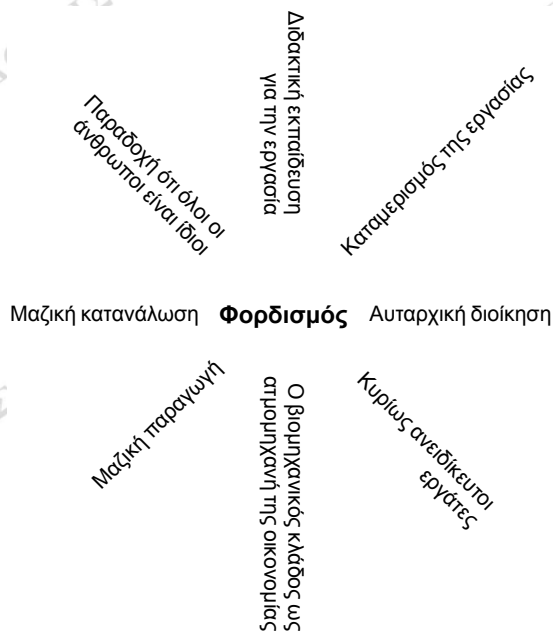 Διδακτική εκπαίδευση
για την εργασία
Παραδοχή ότι όλοι οι
άνθρωποι είναι ίδιοι
Καταμερισμός της εργασίας
Μαζική κατανάλωση
Φορδισμός
Αυταρχική διοίκηση
Μαζική παραγωγή
Ο βιομηχανικός κλάδος ως
ατμομηχανή της οικονομίας
Κυρίως ανειδίκευτοι
εργάτες